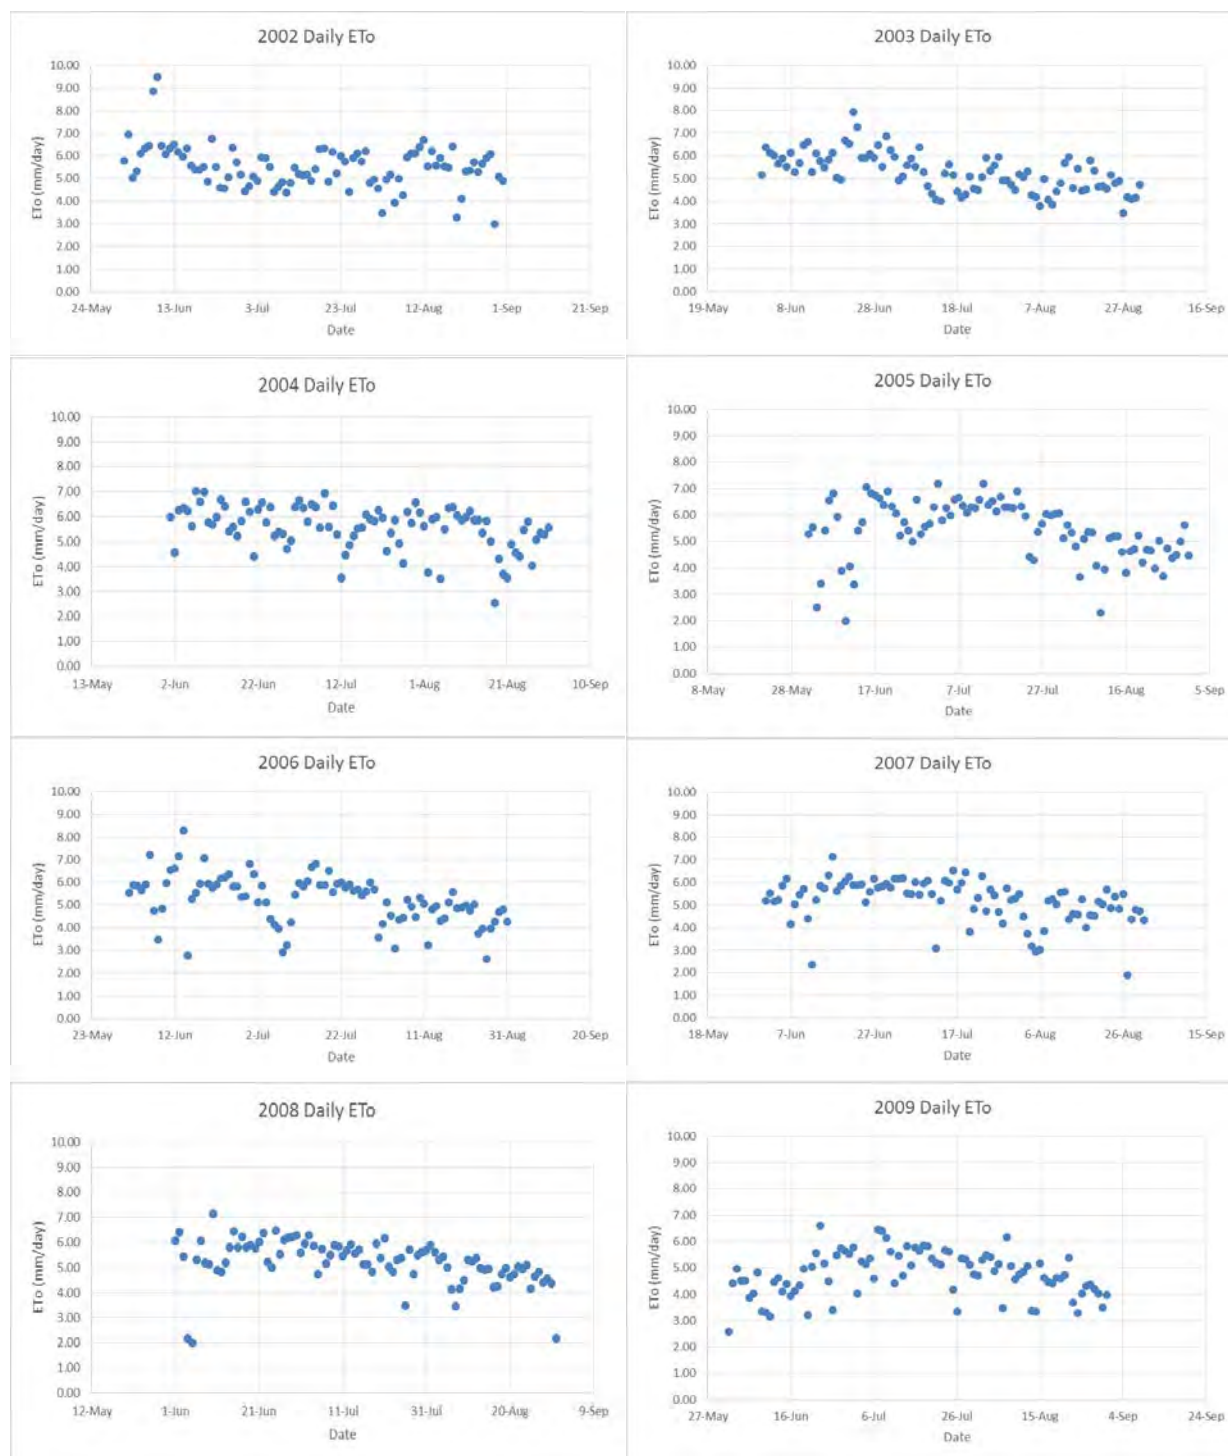 2002 Daily ETo
10.00
9.00
8.00
7.00
6.00
5.00
4.00
3.00
2.00
1.00
0.00
ETo (mm/day)
24-May 13-Jun 3-Jul 23-Jul 12-Aug 1-Sep 21-Sep
Date
2003 Daily ETo
10.00
9.00
8.00
7.00
6.00
5.00
4.00
3.00
2.00
1.00
0.00
ETo (mm/day)
19-May 8-Jun 28-Jun 18-Jul 7-Aug 27-Aug 16-Sep
Date
2004 Daily ETo
10.00
9.00
8.00
7.00
6.00
5.00
4.00
3.00
2.00
1.00
0.00
ETo (mm/day)
13-May 2-Jun 22-Jun 12-Jul 1-Aug 21-Aug 10-Sep
Date
2005 Daily ETo
10.00
9.00
8.00
7.00
6.00
5.00
4.00
3.00
2.00
1.00
0.00
ETo (mm/day)
8-May 28-May 17-Jun 7-Jul 27-Jul 16-Aug 5-Sep
Date
2006 Daily ETo
10.00
9.00
8.00
7.00
6.00
5.00
4.00
3.00
2.00
1.00
0.00
ETo (mm/day)
23-May 12-Jun 2-Jul 22-Jul 11-Aug 31-Aug 20-Sep
Date
2007 Daily ETo
10.00
9.00
8.00
7.00
6.00
5.00
4.00
3.00
2.00
1.00
0.00
ETo (mm/day)
18-May 7-Jun 27-Jun 17-Jul 6-Aug 26-Aug 15-Sep
Date
2008 Daily ETo
10.00
9.00
8.00
7.00
6.00
5.00
4.00
3.00
2.00
1.00
0.00
ETo (mm/day)
12-May 1-Jun 21-Jun 11-Jul 31-Jul 20-Aug 9-Sep
Date
2009 Daily ETo
10.00
9.00
8.00
7.00
6.00
5.00
4.00
3.00
2.00
1.00
0.00
ETo (mm/day)
27-May 16-Jun 6-Jul 26-Jul 15-Aug 4-Sep 24-Sep
Date